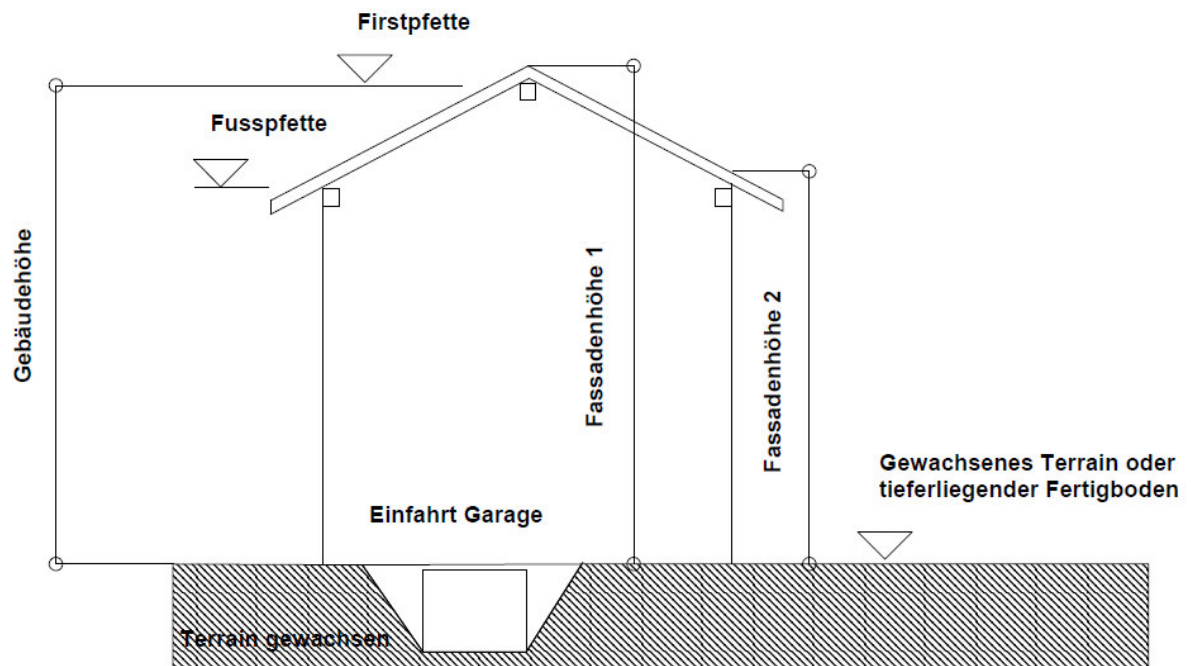 Firstpfette
Fusspfette
Gebäudehöhe
Fassadenhöhe 1
Fassadenhöhe 2
Gewachsenes Terrain oder
tieferliegender Fertigboden
Einfahrt Garage
Terrain gewachsen